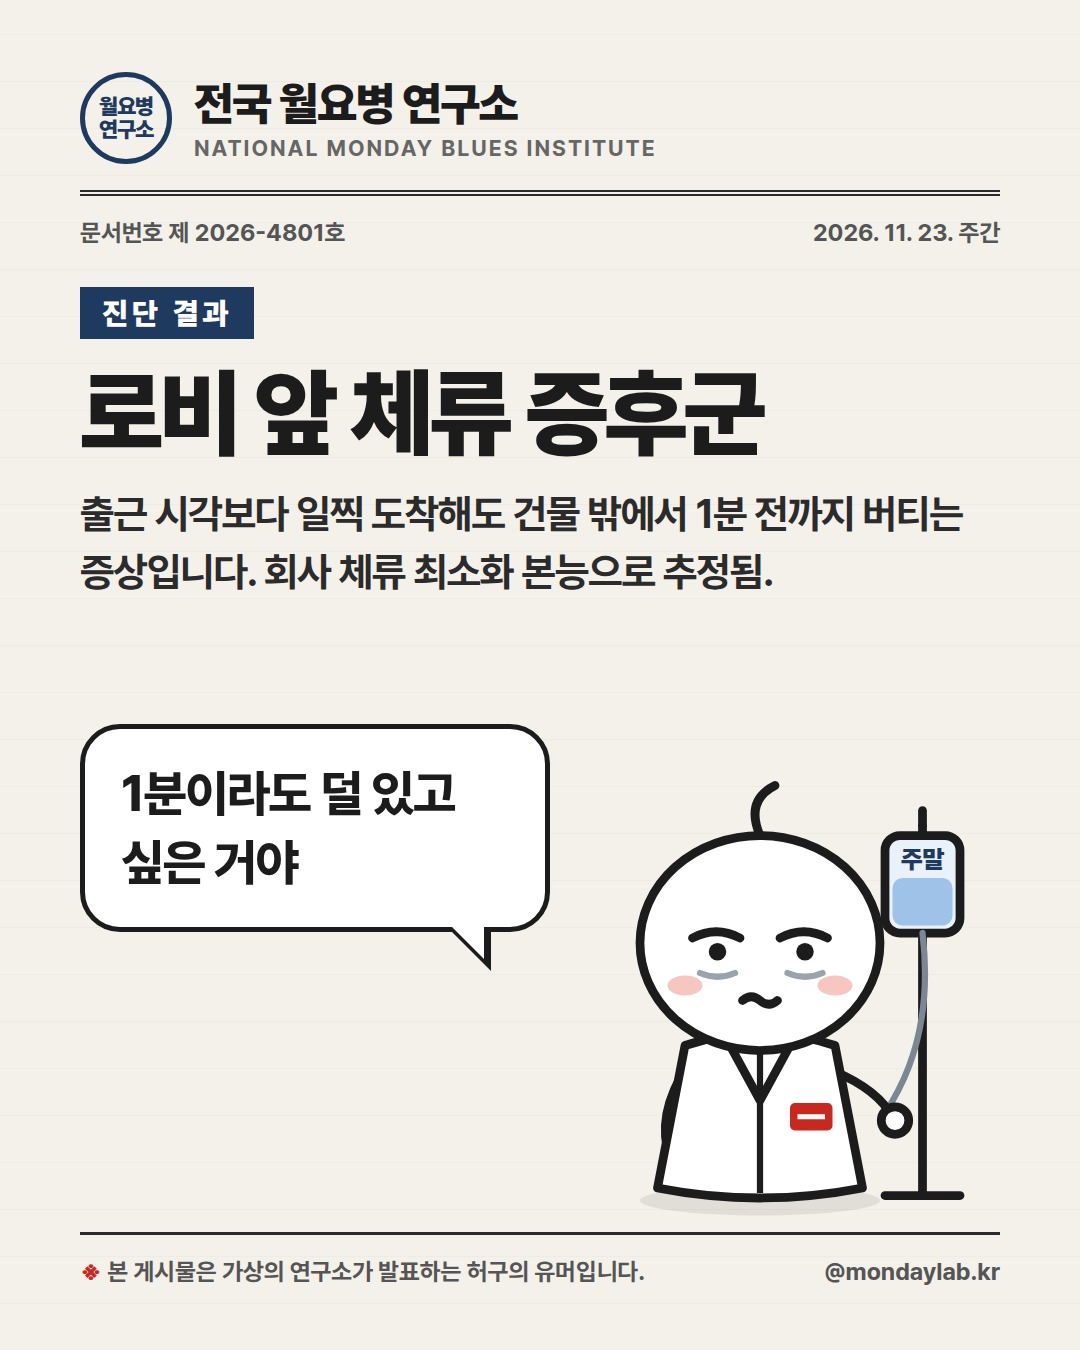 월요병
연구소
전국 월요병 연구소
NATIONAL MONDAY BLUES INSTITUTE
문서번호 제 2026-4801호
2026. 11. 23. 주간
진단 결과
로비 앞 체류 증후군
출근 시각보다 일찍 도착해도 건물 밖에서 1분 전까지 버티는
증상입니다. 회사 체류 최소화 본능으로 추정됨.
1분이라도 덜 있고
싶은 거야
주말
※ 본 게시물은 가상의 연구소가 발표하는 허구의 유머입니다.
@mondaylab.kr